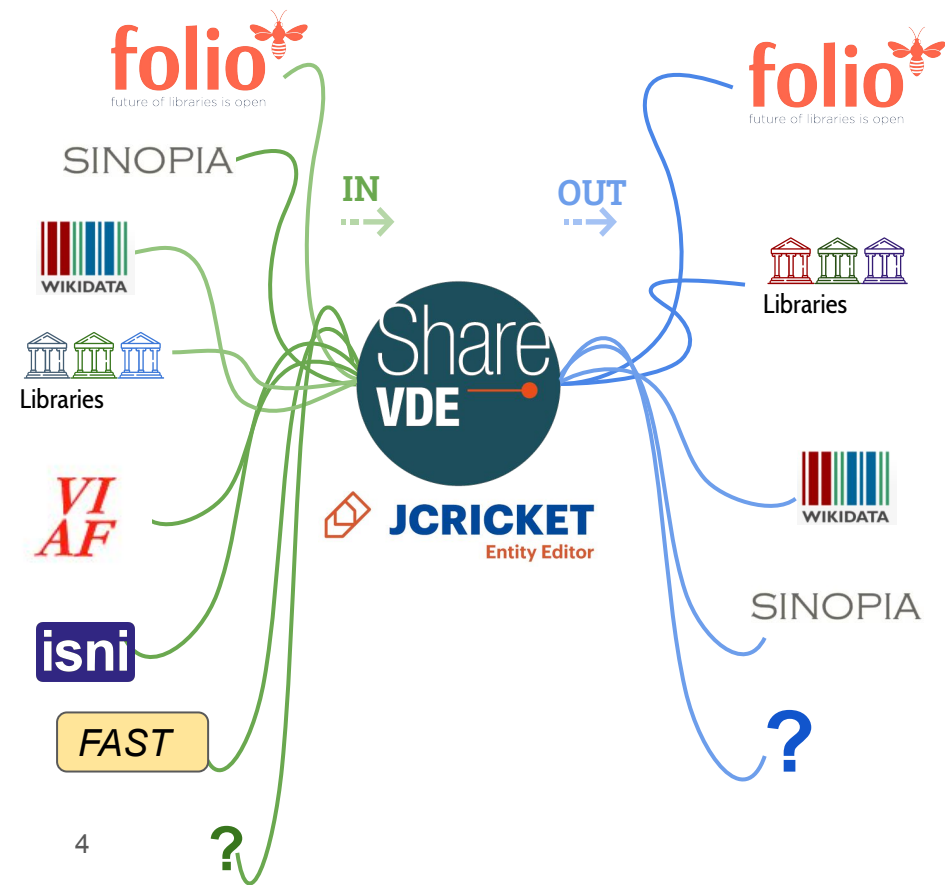 folio
future of libraries is open
SINOPIA
WIKIDATA
Libraries
VI
AF
isni
FAST
?
4
IN
OUT
Share
VDE
JCRICKET
Entity Editor
folio
future of libraries is open
Libraries
WIKIDATA
SINOPIA
?